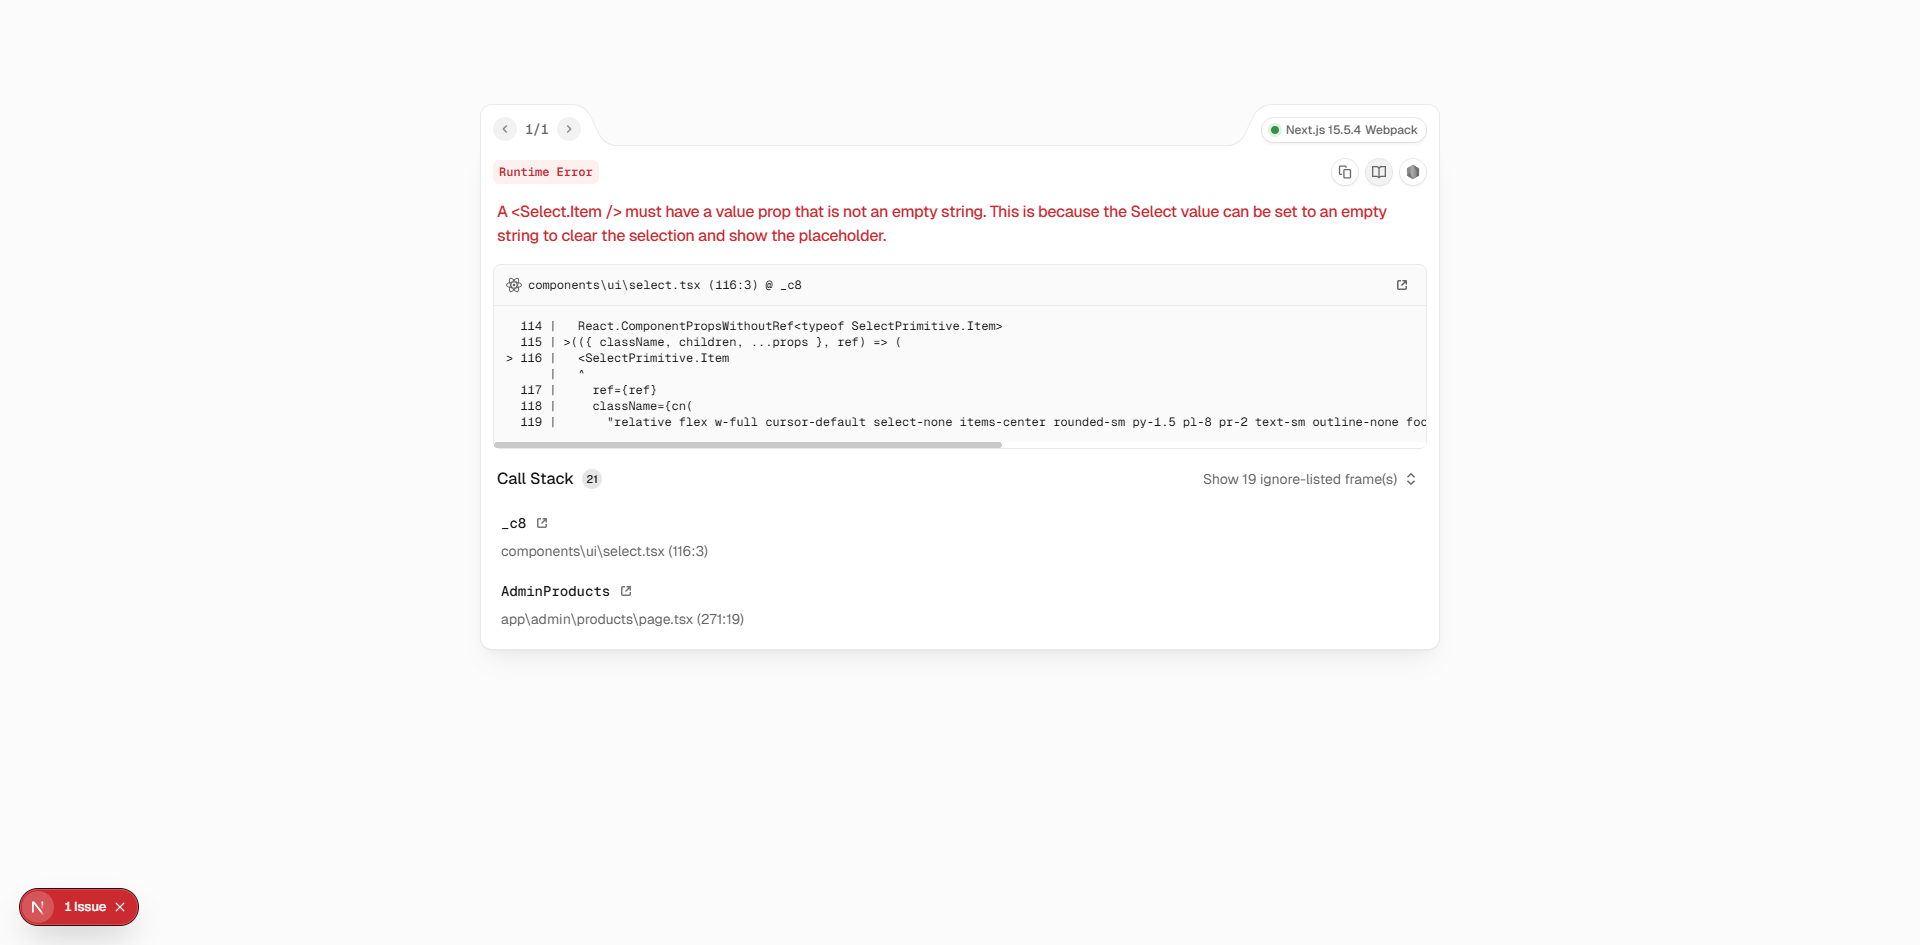 1/1
Next.js 15.5.4 Webpack
Runtime Error
A <Select.Item /> must have a value prop that is not an empty string. This is because the Select value can be set to an empty
string to clear the selection and show the placeholder.
components\ui\select.tsx (116:3) @ _c8
114 |   React.ComponentPropsWithoutRef<typeof SelectPrimitive.Item>
115 | >(({ className, children, ...props }, ref) => (
> 116 |   <SelectPrimitive.Item
|   ^
117 |     ref={ref}
118 |     className={cn(
119 |       "relative flex w-full cursor-default select-none items-center rounded-sm py-1.5 pl-8 pr-2 text-sm outline-none foc
Call Stack 21
Show 19 ignore-listed frame(s)
_c8
components\ui\select.tsx (116:3)
AdminProducts
app\admin\products\page.tsx (271:19)
N 1 Issue